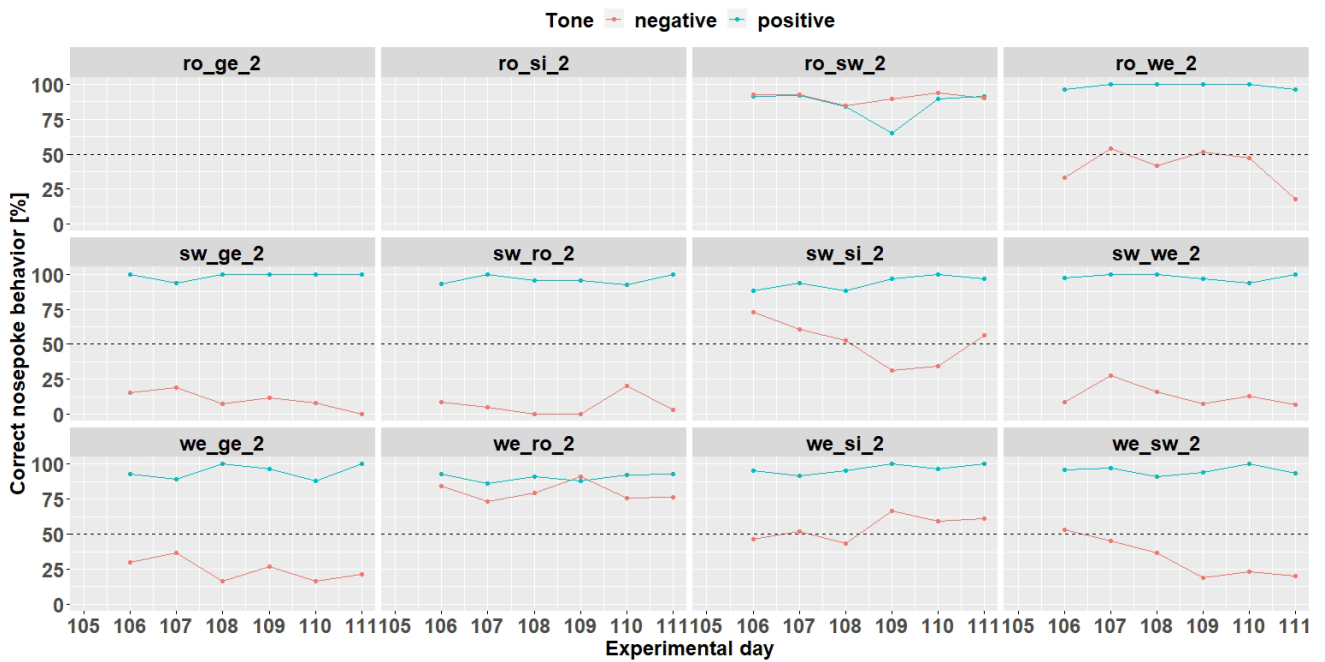 Tone negative positive
ro_ge_2 ro_si_2 ro_sw_2 ro_we_2
100
75
50
25
0
sw_ge_2 sw_ro_2 sw_si_2 sw_we_2
100
75
50
25
0
we_ge_2 we_ro_2 we_si_2 we_sw_2
100
75
50
25
0
Correct nosepoke behavior [%]
105 106 107 108 109 110 111 105 106 107 108 109 110 111 105 106 107 108 109 110 111 105 106 107 108 109 110 111
Experimental day